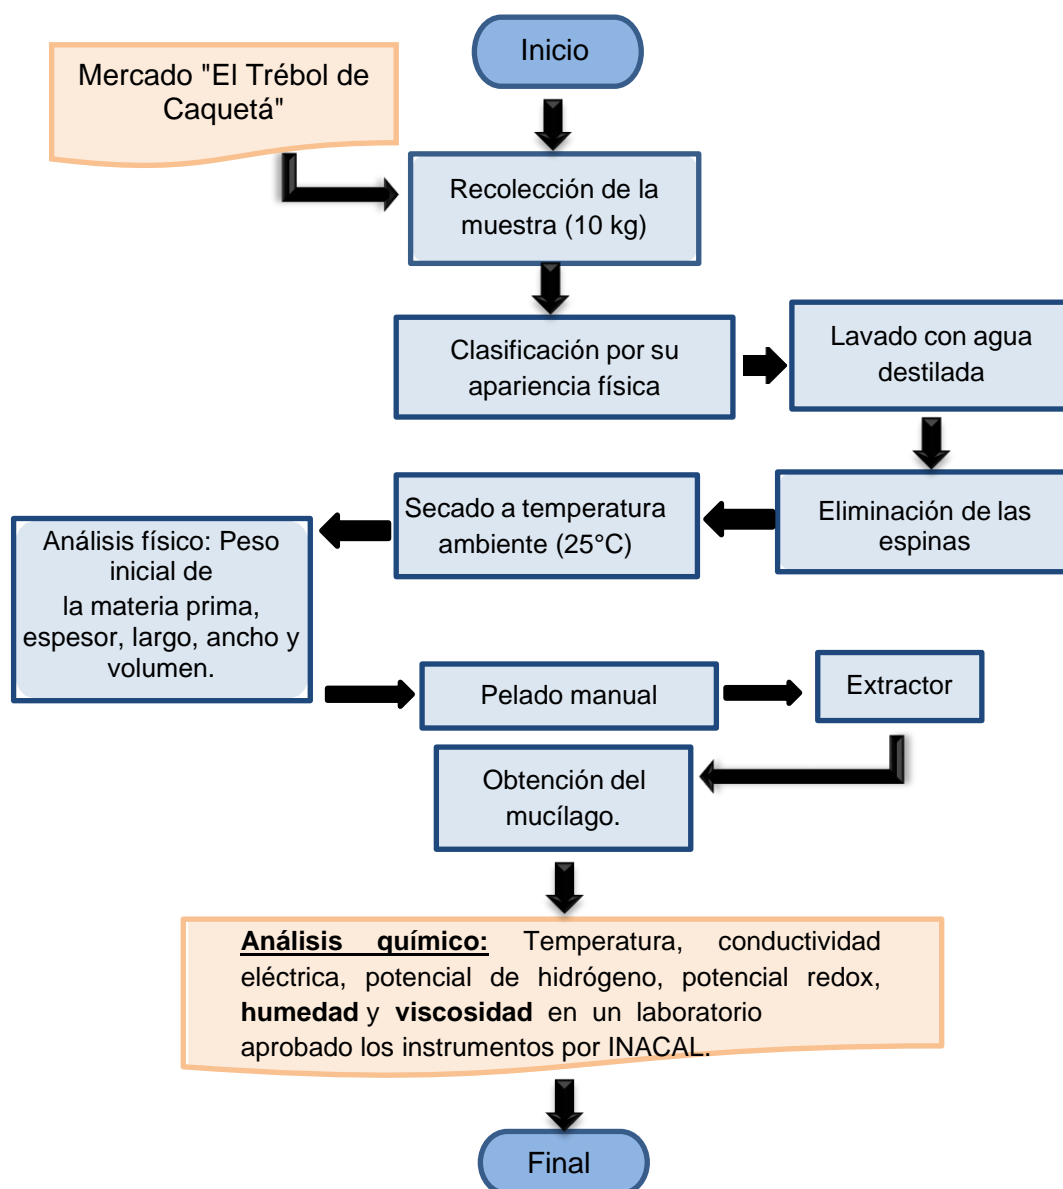 Inicio
Mercado "El Trébol de
Caquetá"
Recolección de la
muestra (10 kg)
Clasificación por su
apariencia física
Lavado con agua
destilada
Eliminación de las
espinas
Secado a temperatura
ambiente (25°C)
Análisis físico: Peso
inicial de
la materia prima,
espesor, largo, ancho y
volumen.
Pelado manual
Extractor
Obtención del
mucílago.
Análisis químico: Temperatura, conductividad
eléctrica, potencial de hidrógeno, potencial redox,
humedad y viscosidad en un laboratorio
aprobado los instrumentos por INACAL.
Final